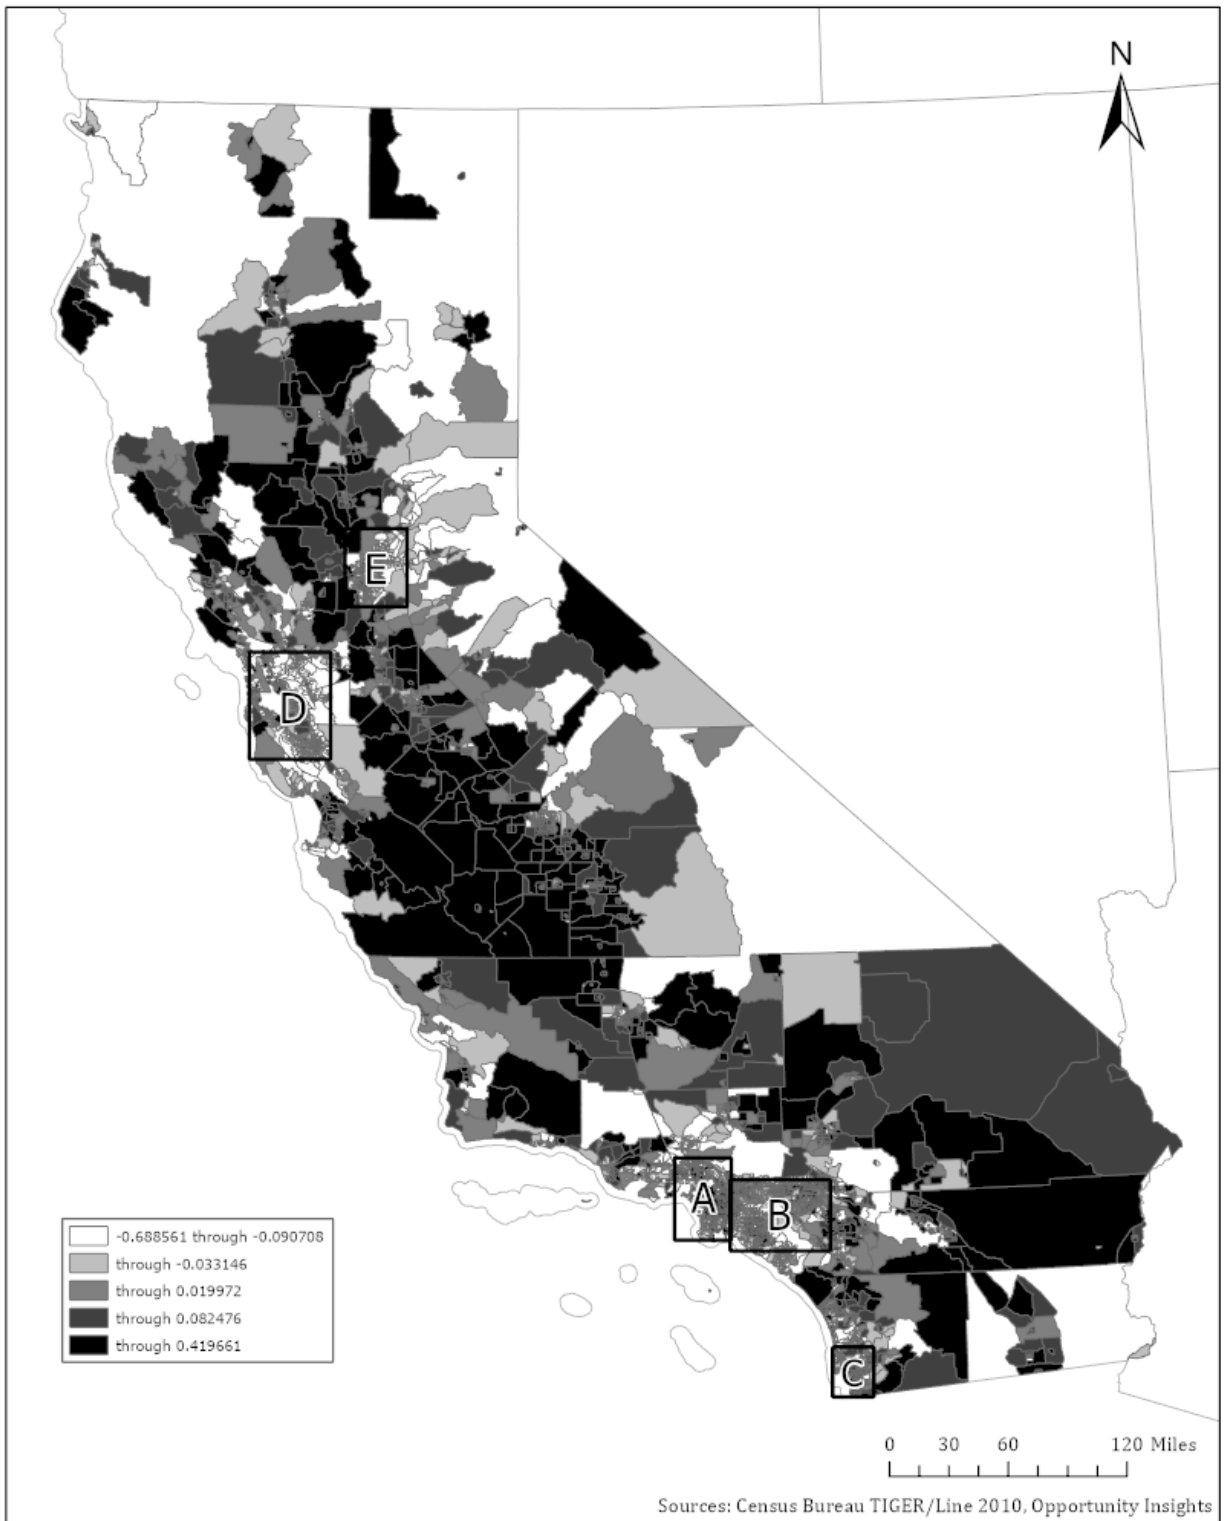 N
E
D
A
B
C
-0.688561 through -0.090708
through -0.033146
through 0.019972
through 0.082476
through 0.419661
0 30 60 120 Miles
Sources: Census Bureau TIGER/Line 2010, Opportunity Insights